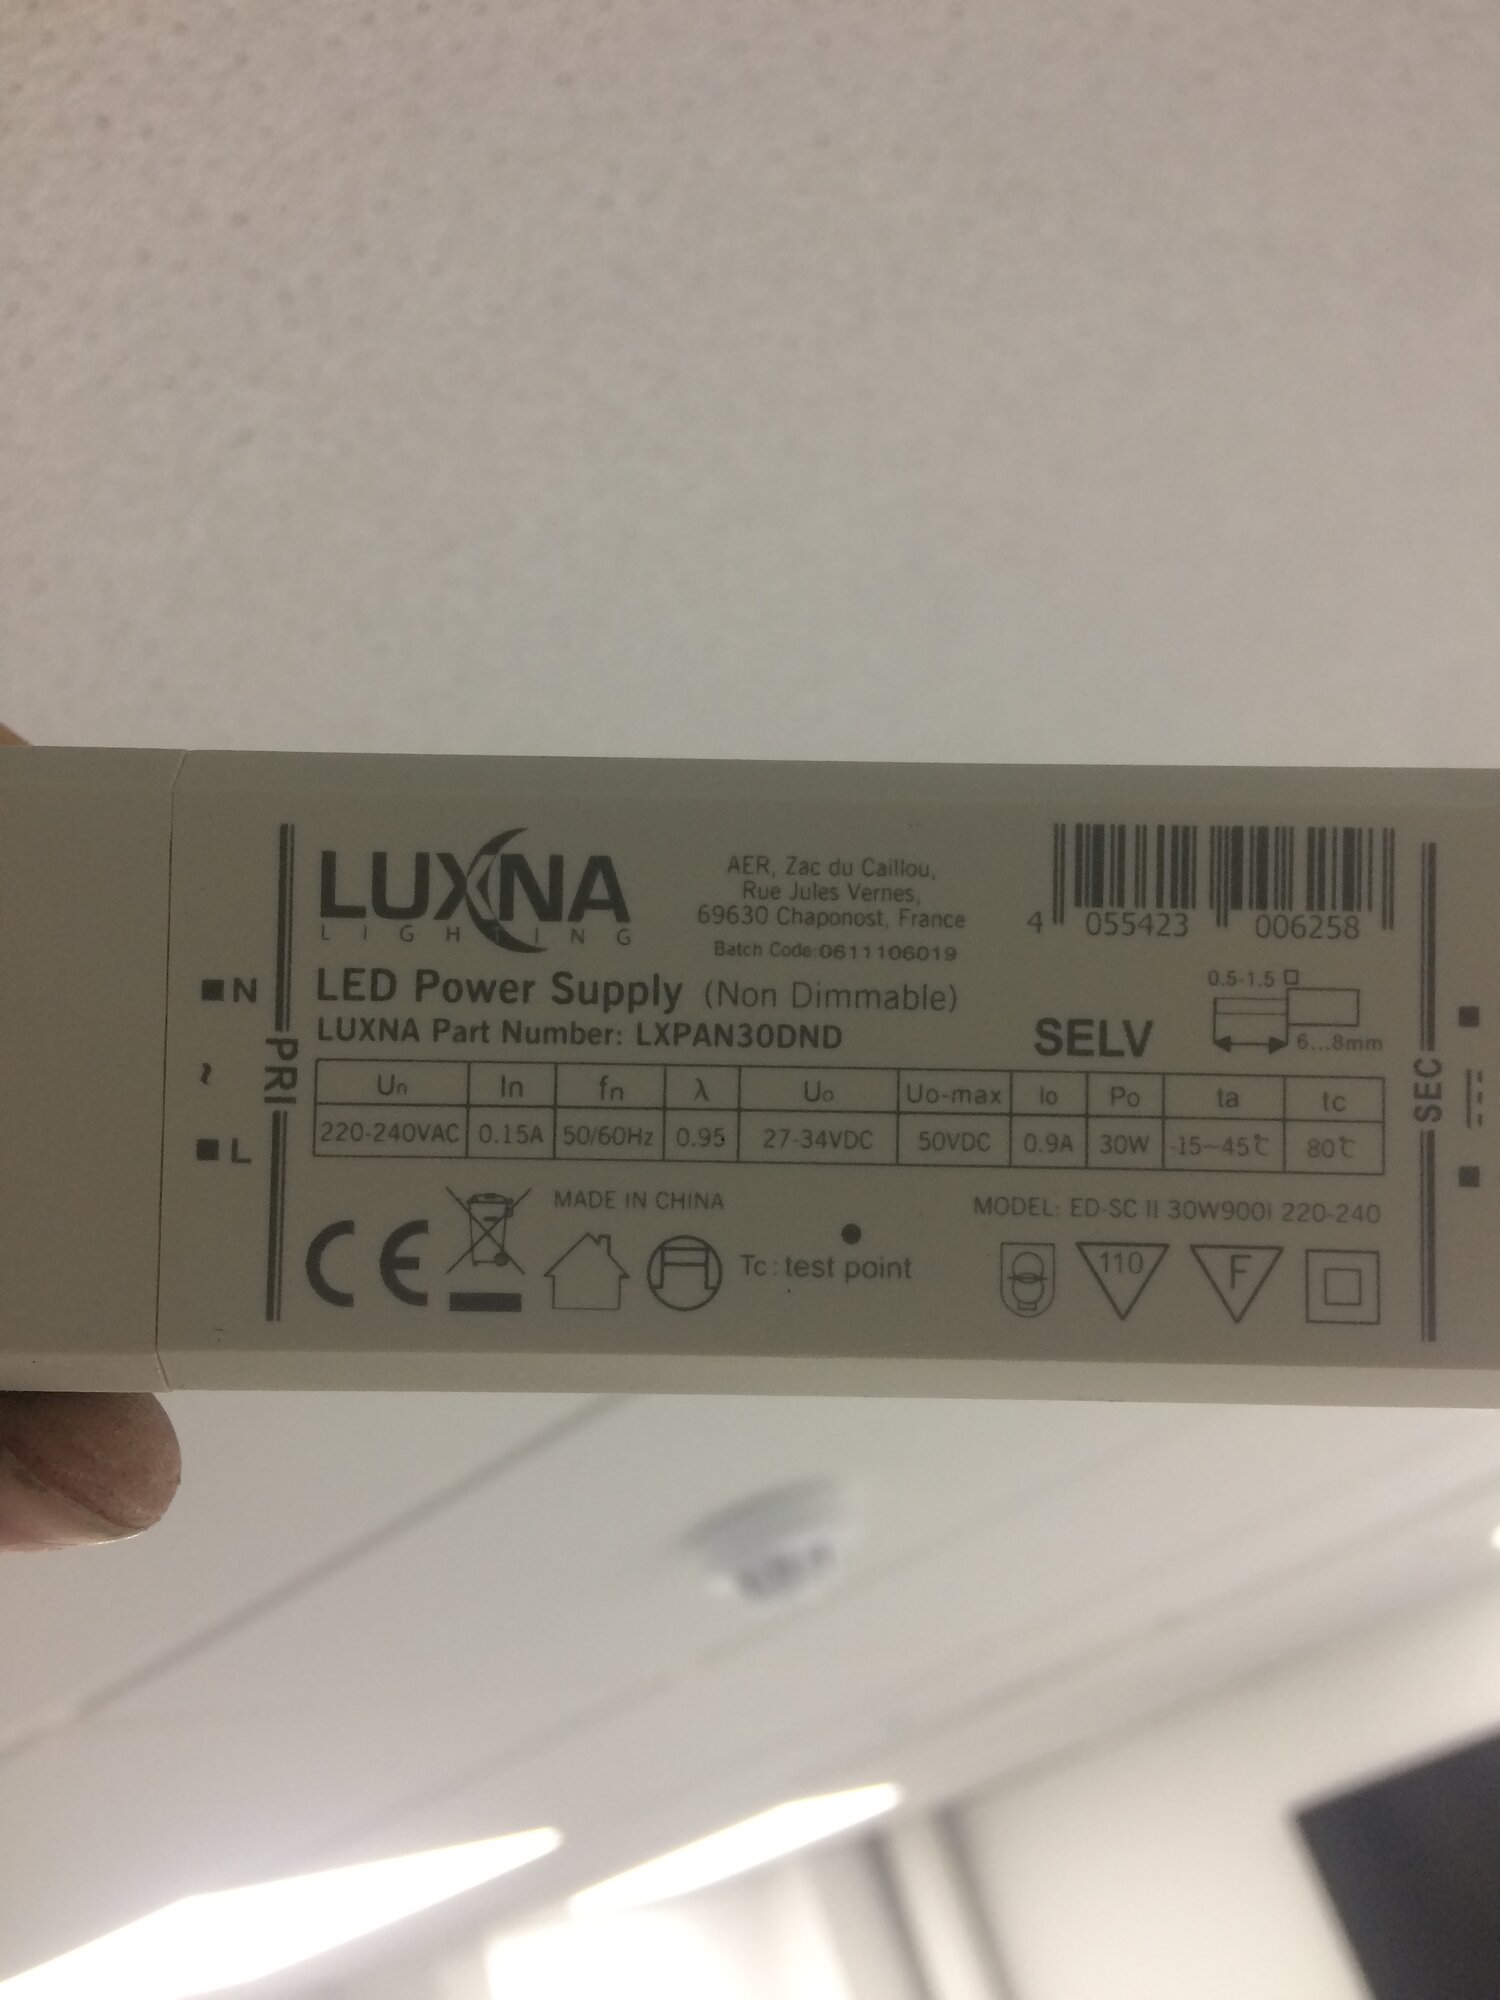 LUXNA
LIGHTING
AER, Zac du Caillou,
Rue Jules Vernes,
69630 Chaponost, France
Batch Code:0611106019
4 055423 006258
LED Power Supply (Non Dimmable)
LUXNA Part Number: LXPAN30DND
SELV
0.5-1.5
6...8mm
N
~
L
PRI
SEC
Un In fn λ Uo Uo-max Io Po ta tc
220-240VAC 0.15A 50/60Hz 0.95 27-34VDC 50VDC 0.9A 30W -15~45℃ 80℃
MADE IN CHINA
MODEL: ED-SC II 30W900i 220-240
CE
Tc: test point
110
F